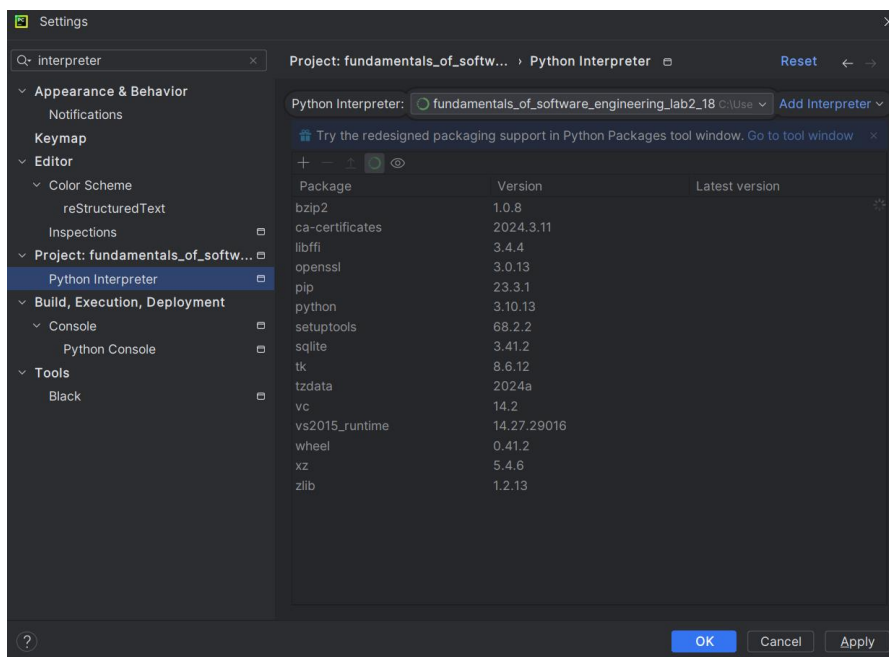 PC Settings
interpreter
Appearance & Behavior
Notifications
Keymap
Editor
Color Scheme
reStructuredText
Inspections
Project: fundamentals_of_softw...
Python Interpreter
Build, Execution, Deployment
Console
Python Console
Tools
Black
Project: fundamentals_of_softw... › Python Interpreter Reset
Python Interpreter: fundamentals_of_software_engineering_lab2_18 C:\Use Add Interpreter
Try the redesigned packaging support in Python Packages tool window. Go to tool window
Package Version Latest version
bzip2 1.0.8
ca-certificates 2024.3.11
libffi 3.4.4
openssl 3.0.13
pip 23.3.1
python 3.10.13
setuptools 68.2.2
sqlite 3.41.2
tk 8.6.12
tzdata 2024a
vc 14.2
vs2015_runtime 14.27.29016
wheel 0.41.2
xz 5.4.6
zlib 1.2.13
? OK Cancel Apply